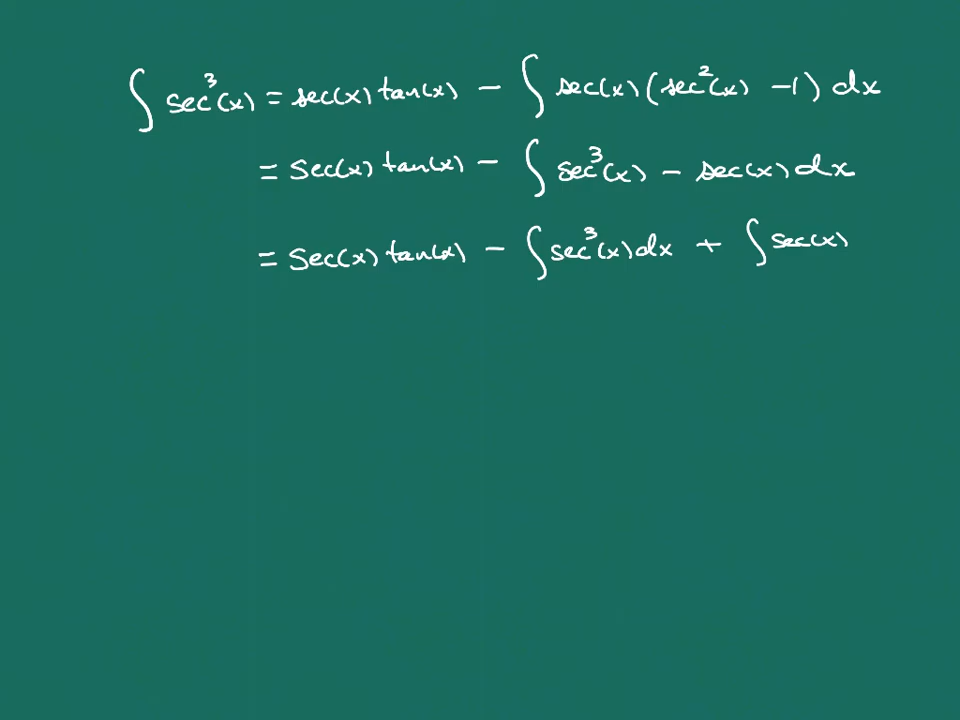 ∫ sec³(x) = sec(x) tan(x) - ∫ sec(x) (sec²(x) - 1) dx
= sec(x) tan(x) - ∫ sec³(x) - sec(x) dx
= sec(x) tan(x) - ∫ sec³(x) dx + ∫ sec(x)